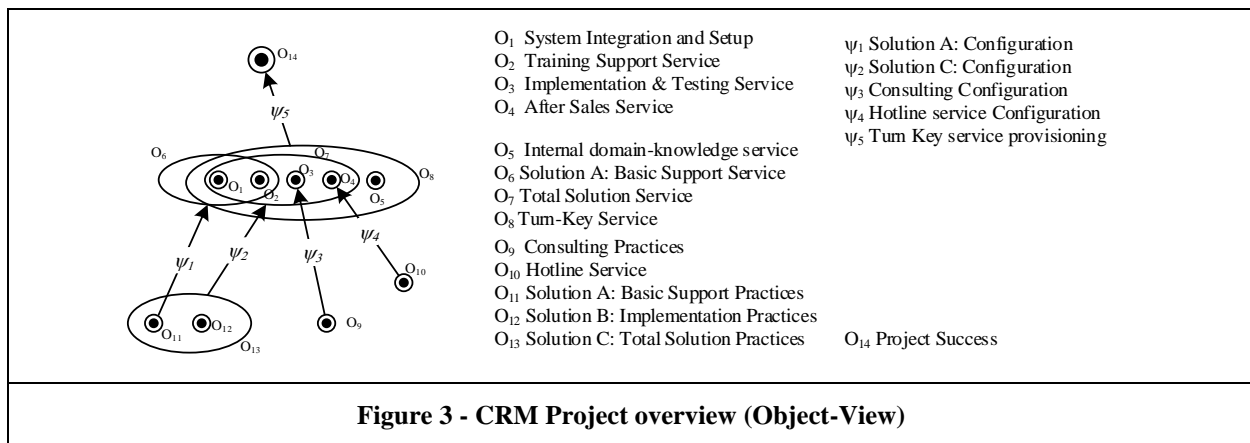 O14
ψ5
O6
O7
O3
O8
O1
O2
O4
O5
ψ1
ψ2
ψ3
ψ4
O10
O11
O12
O9
O13
O1 System Integration and Setup
O2 Training Support Service
O3 Implementation & Testing Service
O4 After Sales Service
O5 Internal domain-knowledge service
O6 Solution A: Basic Support Service
O7 Total Solution Service
O8 Turn-Key Service
O9 Consulting Practices
O10 Hotline Service
O11 Solution A: Basic Support Practices
O12 Solution B: Implementation Practices
O13 Solution C: Total Solution Practices
ψ1 Solution A: Configuration
ψ2 Solution C: Configuration
ψ3 Consulting Configuration
ψ4 Hotline service Configuration
ψ5 Turn Key service provisioning
O14 Project Success
Figure 3 - CRM Project overview (Object-View)